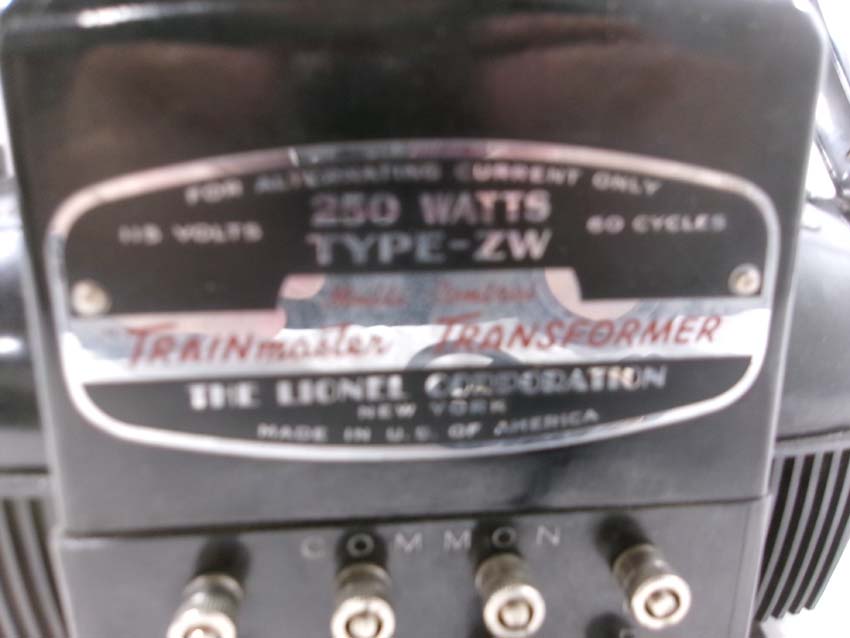 FOR ALTERNATING CURRENT ONLY
115 VOLTS 250 WATTS 60 CYCLES
TYPE-ZW
Multi Control
TRAINmaster TRANSFORMER
THE LIONEL CORPORATION
NEW YORK
MADE IN U.S. OF AMERICA
COMMON